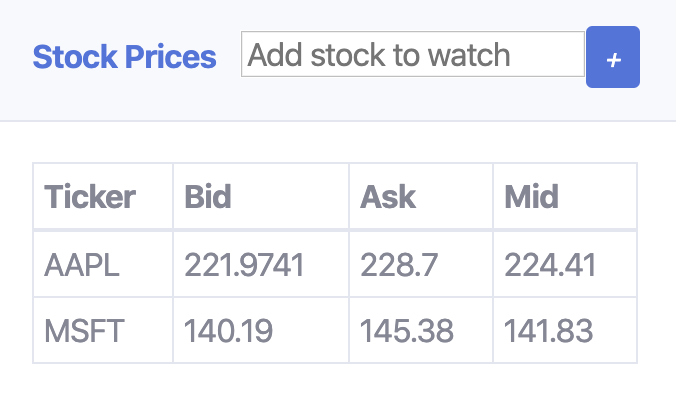 Stock Prices Add stock to watch +
Ticker Bid Ask Mid
AAPL 221.9741 228.7 224.41
MSFT 140.19 145.38 141.83